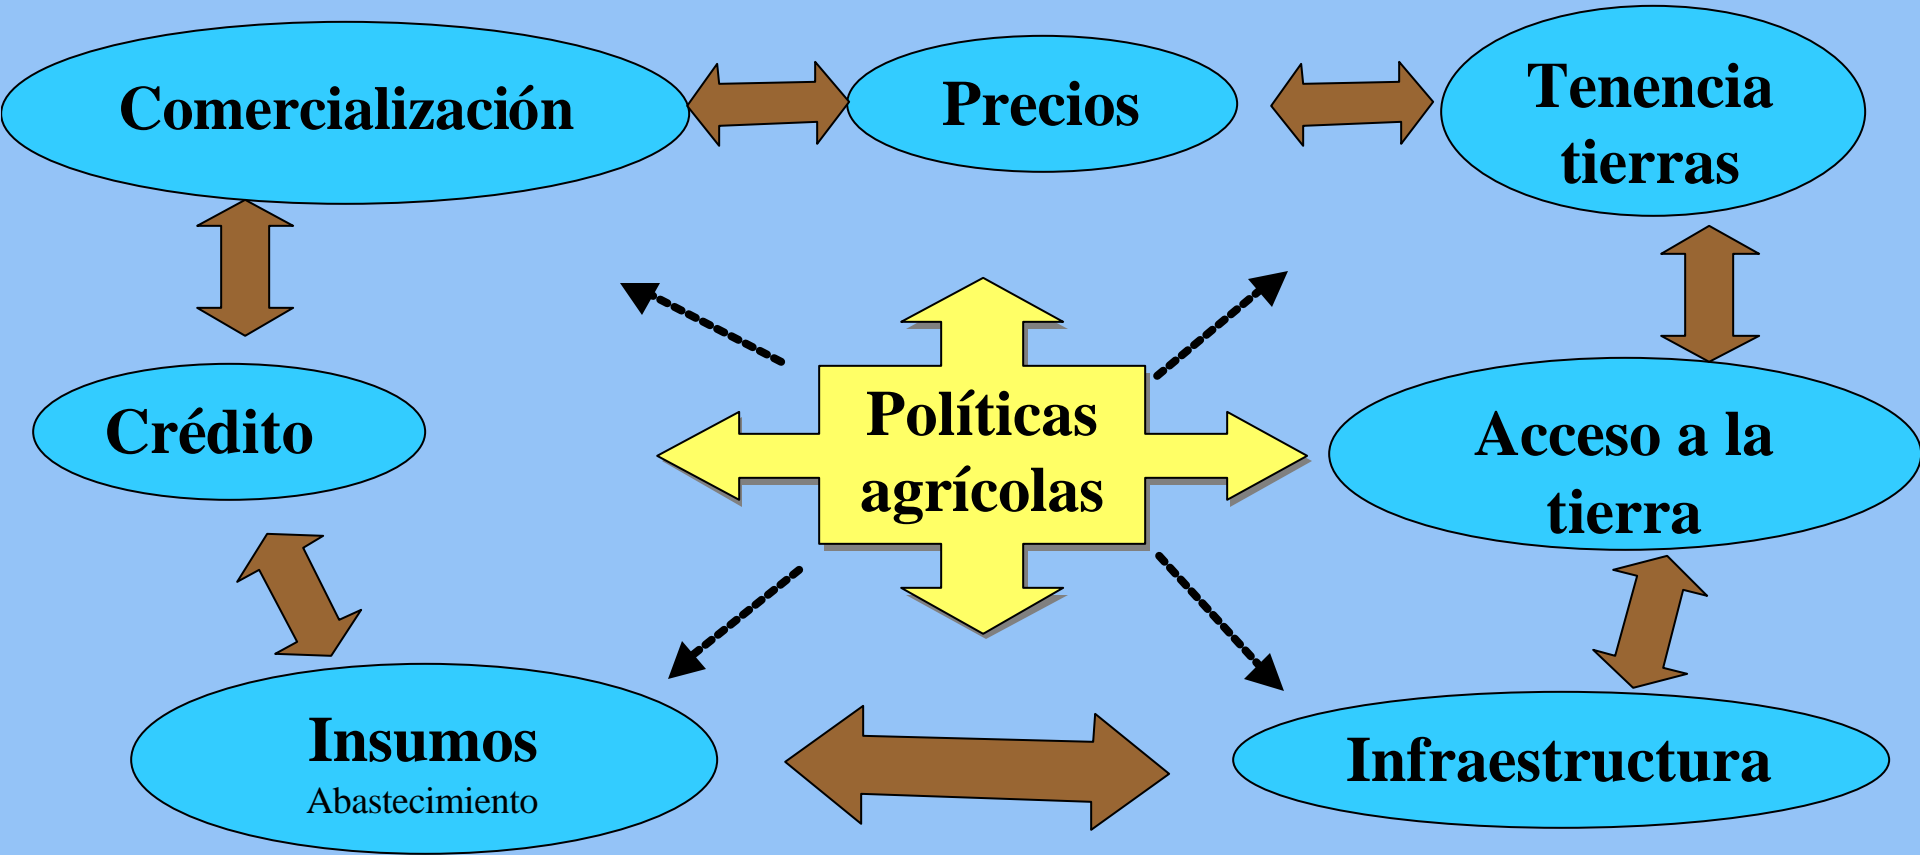 Comercialización
Precios
Tenencia
tierras
Crédito
Políticas
agrícolas
Acceso a la
tierra
Insumos
Abastecimiento
Infraestructura